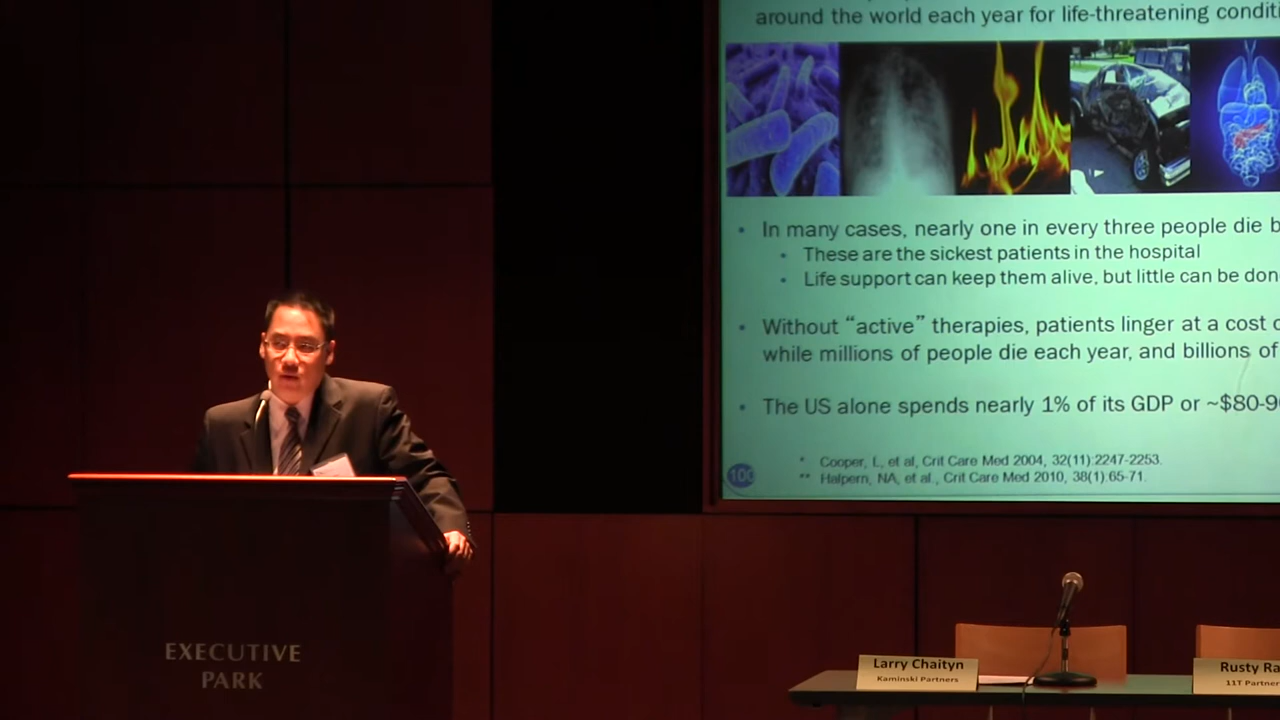 around the world each year for life-threatening conditi
• In many cases, nearly one in every three people die b
• These are the sickest patients in the hospital
• Life support can keep them alive, but little can be don
• Without “active” therapies, patients linger at a cost o
while millions of people die each year, and billions of
• The US alone spends nearly 1% of its GDP or ~$80-9
* Cooper, L, et al, Crit Care Med 2004, 32(11):2247-2253.
** Halpern, NA, et al., Crit Care Med 2010, 38(1):65-71.
100
EXECUTIVE
PARK
Larry Chaityn
Kaminski Partners
Rusty Ra
11T Partner